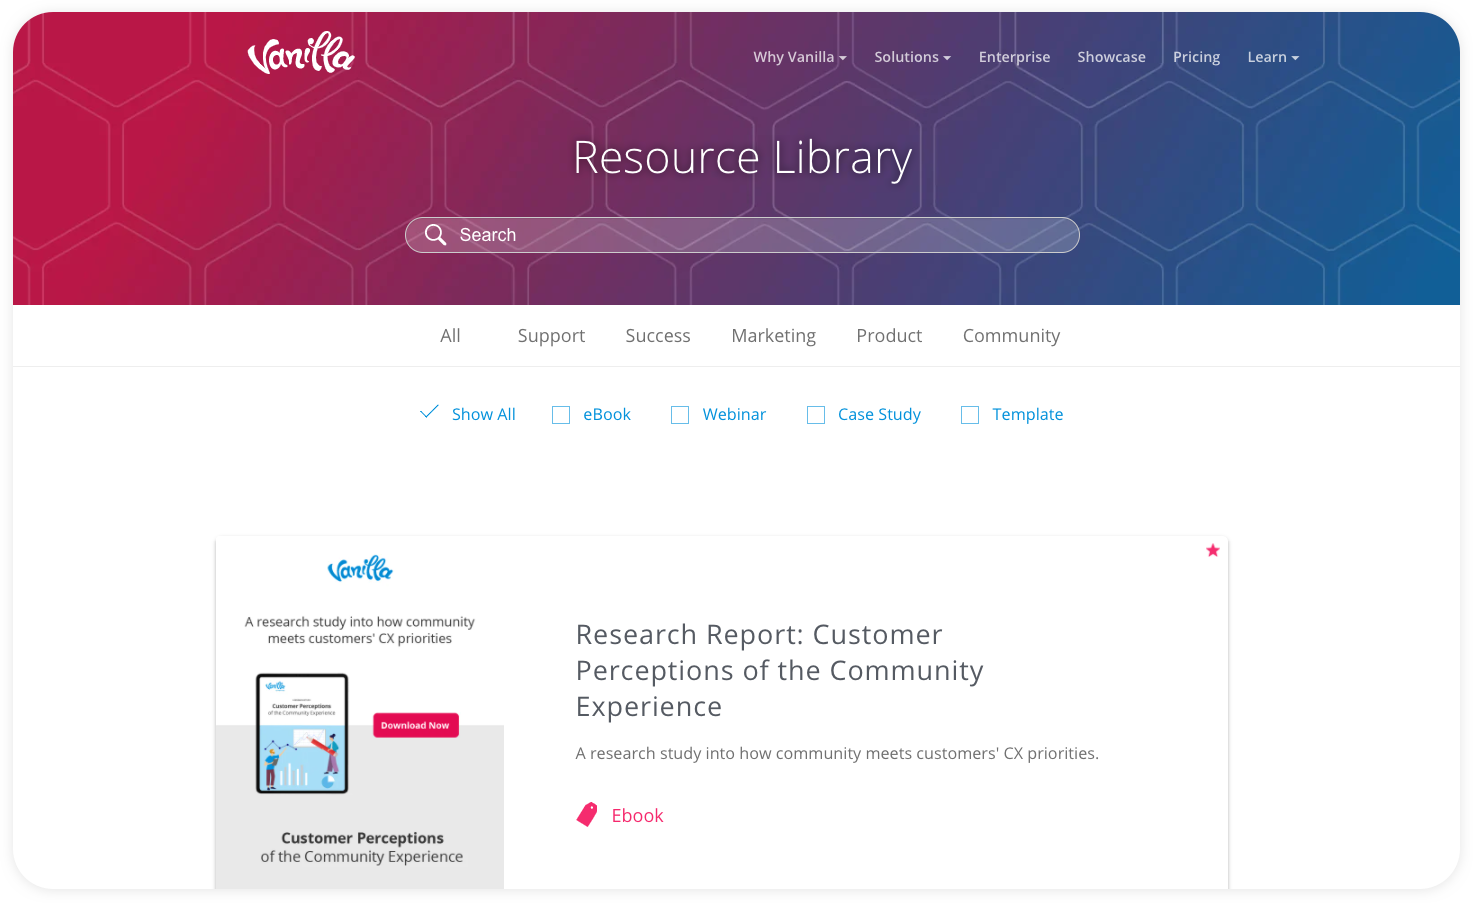 Vanilla
Why Vanilla Solutions Enterprise Showcase Pricing Learn
Resource Library
Search
All Support Success Marketing Product Community
Show All eBook Webinar Case Study Template
Vanilla
A research study into how community
meets customers' CX priorities
Vanilla
Customer Perceptions
of the Community Experience
Download Now
Customer Perceptions
of the Community Experience
Research Report: Customer
Perceptions of the Community
Experience
A research study into how community meets customers' CX priorities.
Ebook